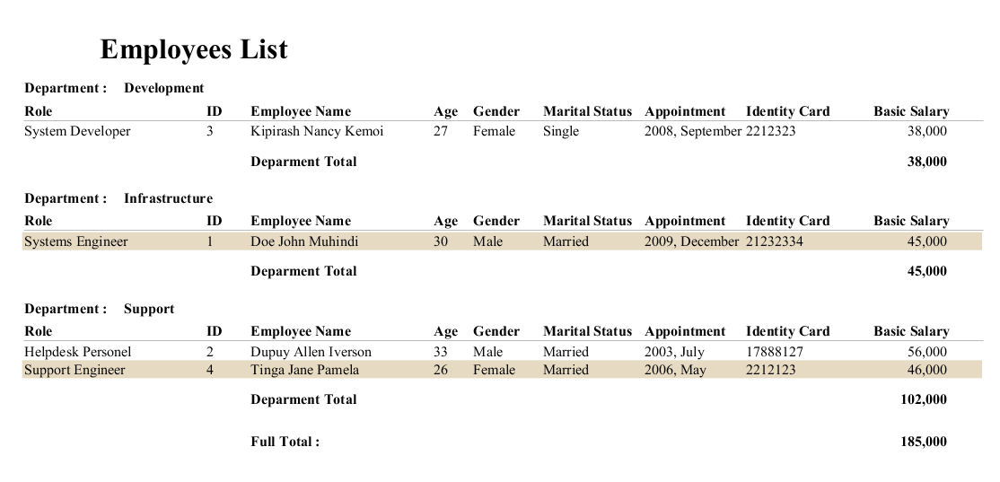 Employees List
Department : Development
Role ID Employee Name Age Gender Marital Status Appointment Identity Card Basic Salary
System Developer 3 Kipirash Nancy Kemoi 27 Female Single 2008, September 2212323 38,000
Deparment Total 38,000
Department : Infrastructure
Role ID Employee Name Age Gender Marital Status Appointment Identity Card Basic Salary
Systems Engineer 1 Doe John Muhindi 30 Male Married 2009, December 21232334 45,000
Deparment Total 45,000
Department : Support
Role ID Employee Name Age Gender Marital Status Appointment Identity Card Basic Salary
Helpdesk Personel 2 Dupuy Allen Iverson 33 Male Married 2003, July 17888127 56,000
Support Engineer 4 Tinga Jane Pamela 26 Female Married 2006, May 2212123 46,000
Deparment Total 102,000
Full Total : 185,000